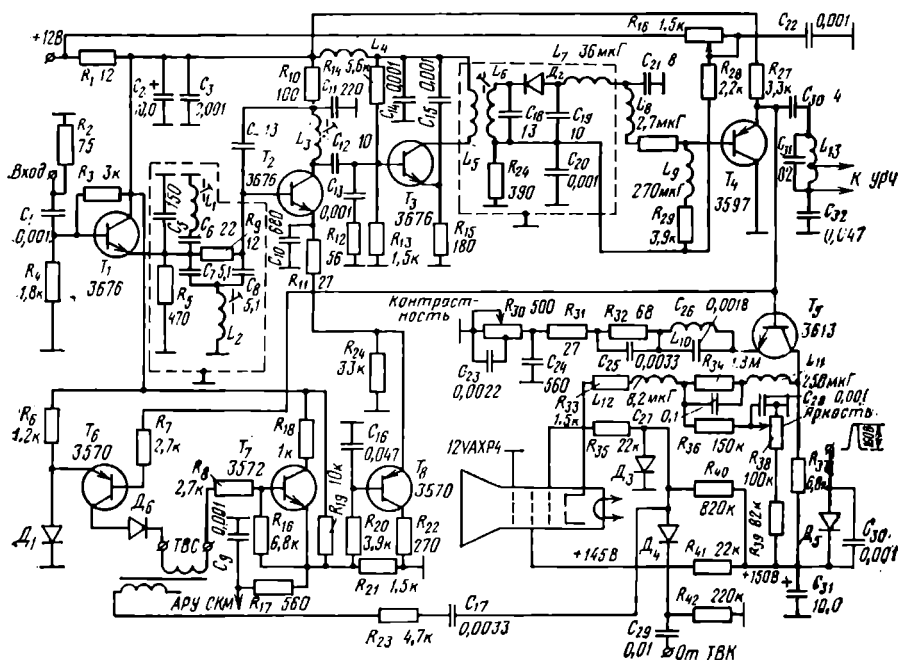 +12В
R1 12
C2
10,0
C3
0,001
R2
75
Вход
R3 3к
C1
0,001
R4
1,8к
T1
3676
150
L1
C5
C6
22
R9
12
C7 5,1
C8
5,1
R5
470
L2
C 13
T2
3676
R10
100
C11 220
L3
C12 10
R14
5,6к
L4
0,001
C14
0,001
C15
C10 680
R11
27
C13
0,001
R12
56
R13
1,5к
T3
3676
R15
180
L5
L6
L7 36мкГ
Д2
C18
13
C19
10
C20
0,001
R24
390
C21 8
L8
2,7мкГ
L9
270мкГ
R29
3,9к
R16 1,5к
C22
0,001
R28
2,2к
R27
3,3к
T4
3597
C30 4
C31
82
L13
К УРЧ
C32
0,047
Контраст-
ность
R30 500
C23
0,0022
R31
27
C24
560
R32 68
C25
0,0033
C26
0,0018
L10
T5
3613
R33
1,5к
L12
8,2мкГ
R34
L11
258мкГ
C27
0,1
R36
150к
C28
0,001
Яркость
R38
100к
R35
22к
Д3
12VAXP4
R40
820к
R39 82к
6,8к
Д5
C30
0,001
+145В
R41 22к
+150В
C31
10,0
Д4
R42 220к
C29
0,01
От ТВК
R6
1,2к
T6
3570
R7
2,7к
Д1
Д6
ТВС
R8
2,7к
T7
3572
R18
1к
0,001
C9
R16
6,8к
R17 560
АРУ СКМ
R19
10к
R24
33к
C16
0,047
T8
3570
R20
3,9к
R22
270
R21 1,5к
R23 4,7к
C17
0,0033